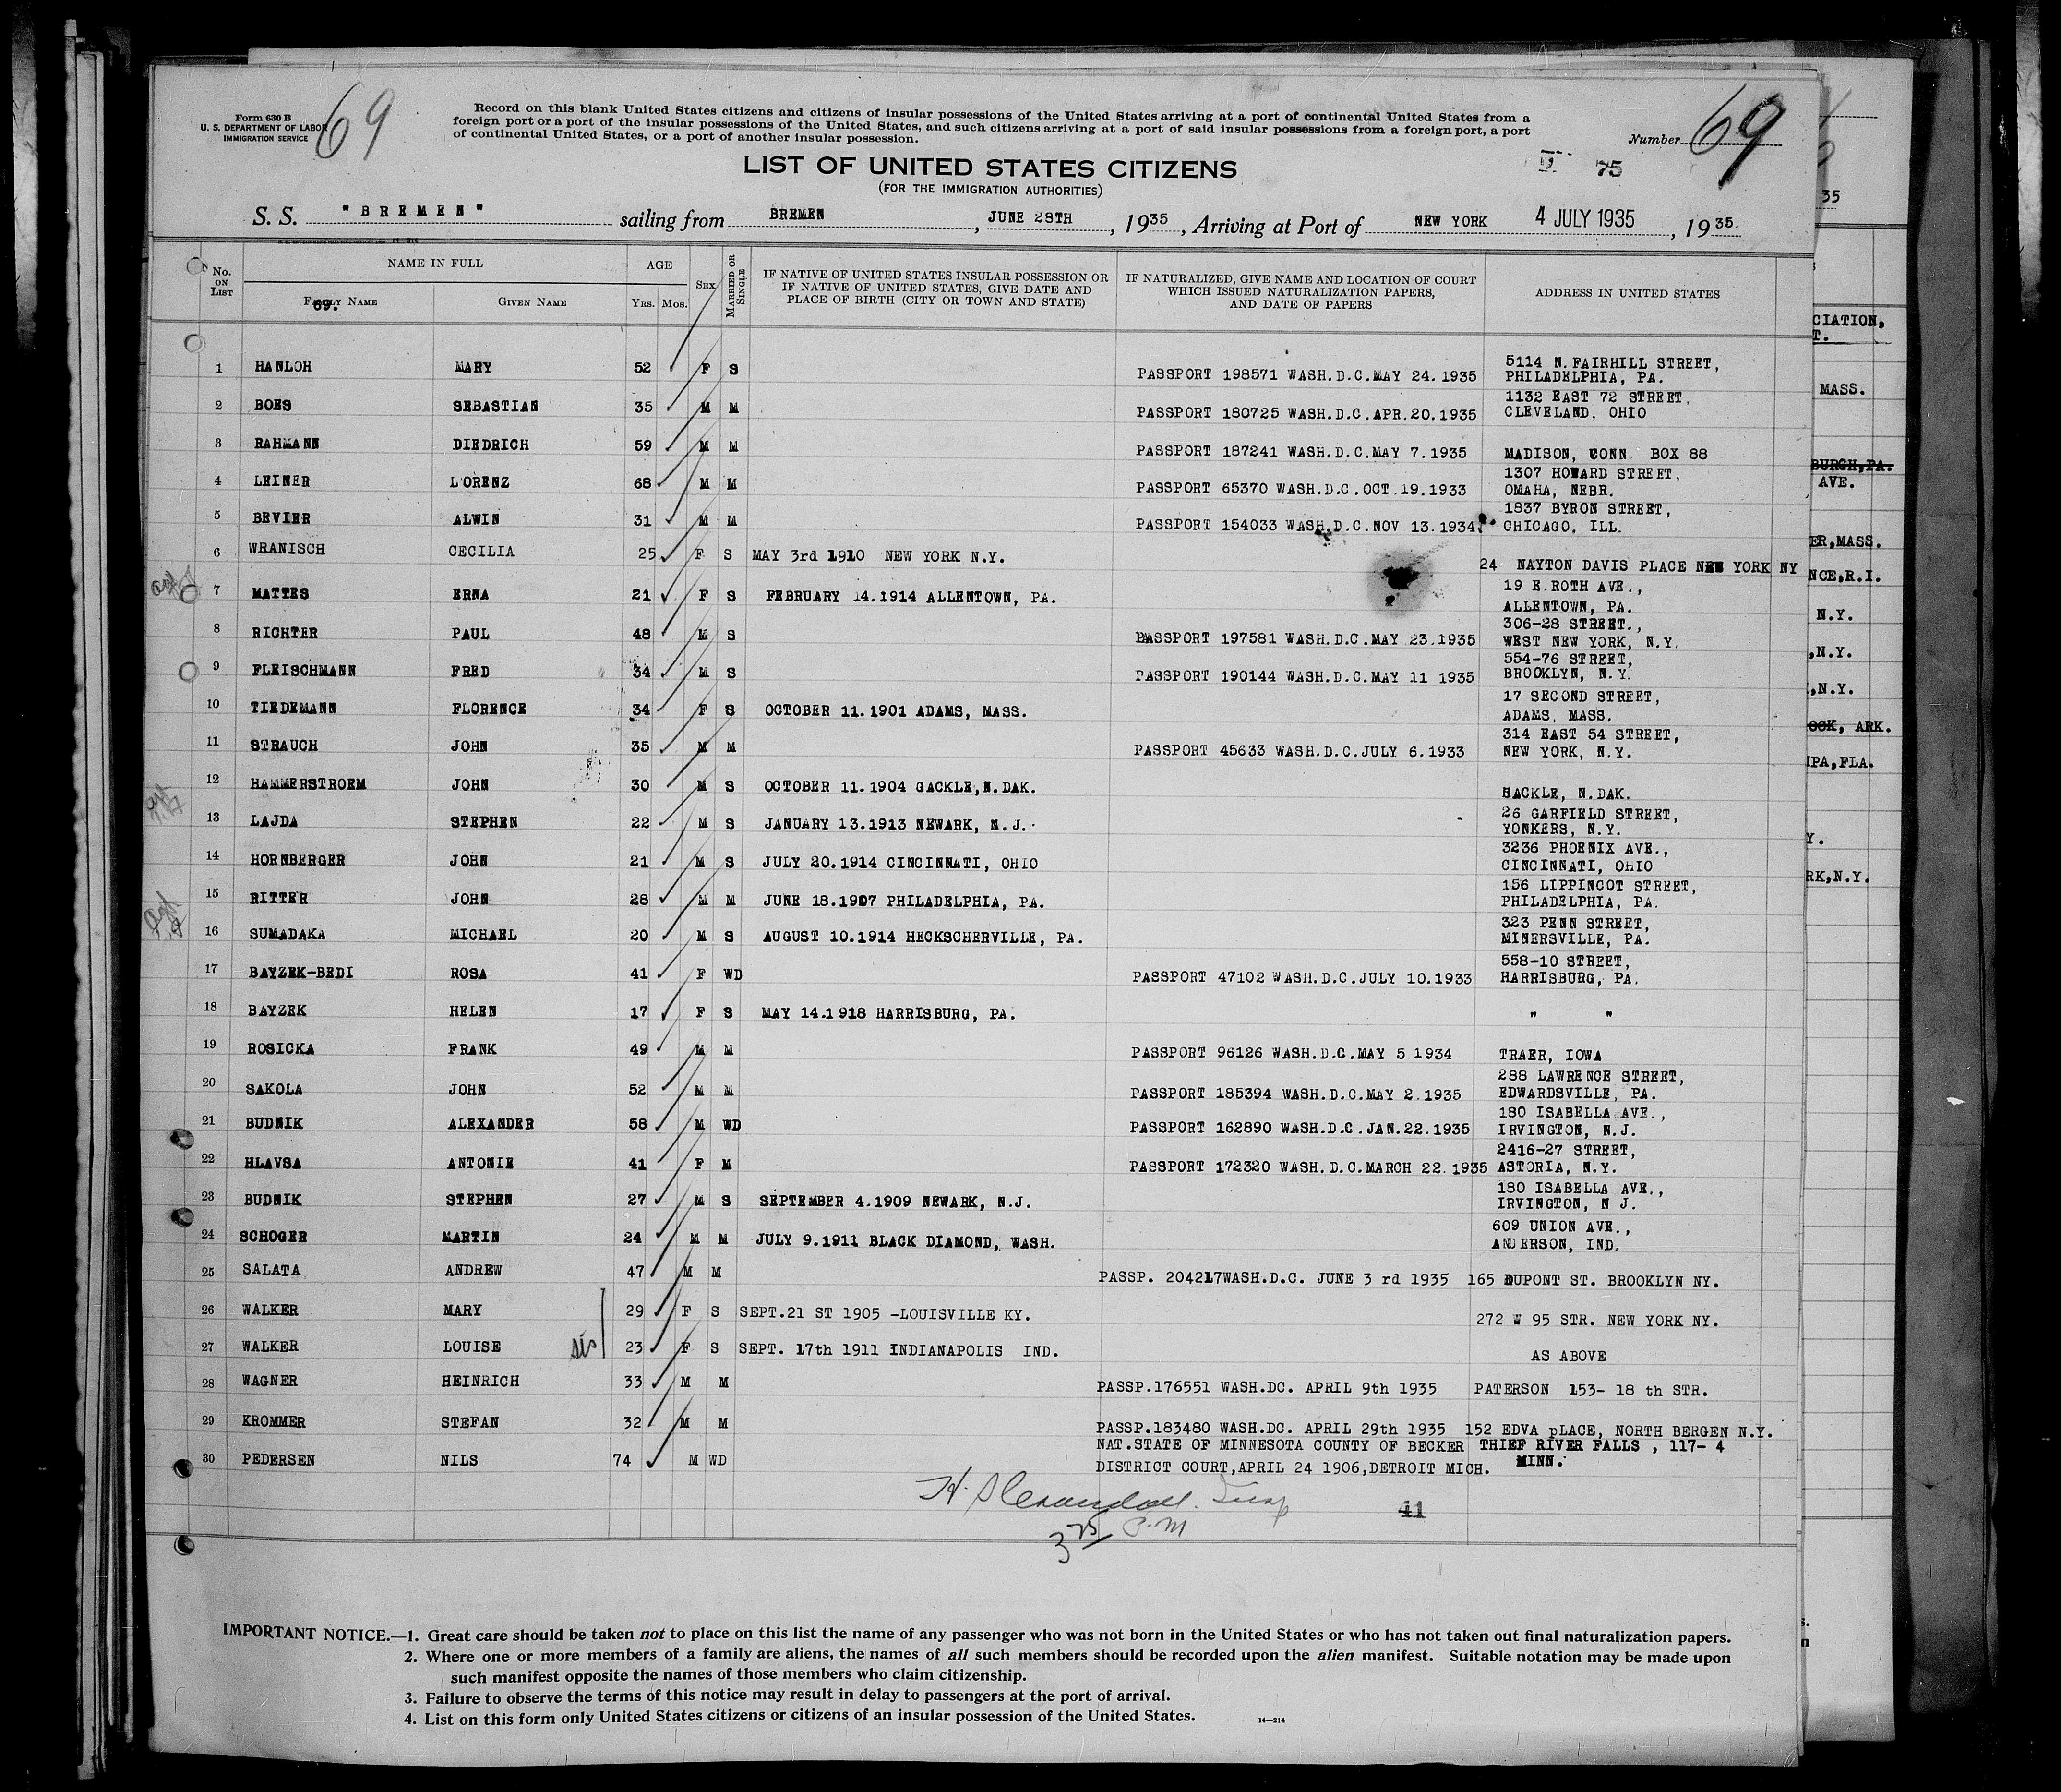 Form 630 B
U. S. DEPARTMENT OF LABOR
IMMIGRATION SERVICE
69
Record on this blank United States citizens and citizens of insular possessions of the United States arriving at a port of continental United States from a
foreign port or a port of the insular possessions of the United States, and such citizens arriving at a port of said insular possessions from a foreign port, a port
of continental United States, or a port of another insular possession.
Number 69
75
LIST OF UNITED STATES CITIZENS
(FOR THE IMMIGRATION AUTHORITIES)
S. S. "BREMEN" sailing from BREMEN, JUNE 28TH, 1935, Arriving at Port of NEW YORK 4 JULY 1935, 1935.
No. ON LIST
NAME IN FULL
FAMILY NAME
69.
GIVEN NAME
AGE
YRS. MOS.
SEX
MARRIED OR SINGLE
IF NATIVE OF UNITED STATES INSULAR POSSESSION OR
IF NATIVE OF UNITED STATES, GIVE DATE AND
PLACE OF BIRTH (CITY OR TOWN AND STATE)
IF NATURALIZED, GIVE NAME AND LOCATION OF COURT
WHICH ISSUED NATURALIZATION PAPERS,
AND DATE OF PAPERS
ADDRESS IN UNITED STATES
1 HANLOH MARY 52 F S PASSPORT 198571 WASH.D.C.MAY 24.1935 5114 N.FAIRHILL STREET,
PHILADELPHIA, PA.
2 BOES SEBASTIAN 35 M M PASSPORT 180725 WASH.D.C.APR.20.1935 1132 EAST 72 STREET,
CLEVELAND, OHIO
3 RAHMANN DIEDRICH 59 M M PASSPORT 187241 WASH.D.C.MAY 7.1935 MADISON, CONN BOX 88
4 LEINER LORENZ 68 M M PASSPORT 65370 WASH.D.C.OCT.19.1933 1307 HOWARD STREET,
OMAHA, NEBR.
5 BEVIER ALWIN 31 M M PASSPORT 154033 WASH.D.C.NOV 13.1934. 1837 BYRON STREET,
CHICAGO, ILL.
6 WRANISCH CECILIA 25 F S MAY 3rd 1910 NEW YORK N.Y. 24 NAYTON DAVIS PLACE NEW YORK NY
7 MATTES ERNA 21 F S FEBRUARY 14.1914 ALLENTOWN, PA. 19 E.ROTH AVE.,
ALLENTOWN, PA.
8 RICHTER PAUL 48 M S PASSPORT 197581 WASH.D.C.MAY 23.1935 306-28 STREET.,
WEST NEW YORK, N.Y.
9 FLEISCHMANN FRED 34 M S PASSPORT 190144 WASH.D.C.MAY 11 1935 554-76 STREET,
BROOKLYN, N.Y.
10 TIEDEMANN FLORENCE 34 F S OCTOBER 11.1901 ADAMS, MASS. 17 SECOND STREET,
ADAMS, MASS.
11 STRAUCH JOHN 35 M M PASSPORT 45633 WASH.D.C.JULY 6.1933 314 EAST 54 STREET,
NEW YORK, N.Y.
12 HAMMERSTROEM JOHN 30 M S OCTOBER 11.1904 GACKLE,N.DAK. HACKLE, N.DAK.
13 LAJDA STEPHEN 22 M S JANUARY 13.1913 NEWARK, N.J. 26 GARFIELD STREET,
YONKERS, N.Y.
14 HORNBERGER JOHN 21 M S JULY 20.1914 CINCINNATI, OHIO 3236 PHOENIX AVE.,
CINCINNATI, OHIO
15 RITTER JOHN 28 M M JUNE 18.1907 PHILADELPHIA, PA. 156 LIPPINCOT STREET,
PHILADELPHIA, PA.
16 SUMADAKA MICHAEL 20 M S AUGUST 10.1914 HECKSCHERVILLE, PA. 323 PENN STREET,
MINERSVILLE, PA.
17 BAYZEK-BEDI ROSA 41 F WD PASSPORT 47102 WASH.D.C.JULY 10.1933 558-10 STREET,
HARRISBURG, PA.
18 BAYZEK HELEN 17 F S MAY 14.1918 HARRISBURG, PA. " "
19 ROSICKA FRANK 49 M M PASSPORT 96126 WASH.D.C.MAY 5 1934 TRAER, IOWA
20 SAKOLA JOHN 52 M M PASSPORT 185394 WASH.D.C.MAY 2.1935 288 LAWRENCE STREET,
EDWARDSVILLE, PA.
21 BUDNIK ALEXANDER 58 M WD PASSPORT 162890 WASH.D.C.JAN.22.1935 180 ISABELLA AVE.,
IRVINGTON, N.J.
22 HLAVSA ANTONIE 41 F M PASSPORT 172320 WASH.D.C.MARCH 22.1935 2416-27 STREET,
ASTORIA, N.Y.
23 BUDNIK STEPHEN 27 M S SEPTEMBER 4.1909 NEWARK, N.J. 180 ISABELLA AVE.,
IRVINGTON, N J.
24 SCHOGER MARTIN 24 M M JULY 9.1911 BLACK DIAMOND, WASH. 609 UNION AVE.,
ANDERSON, IND.
25 SALATA ANDREW 47 M M PASSP. 204217WASH.D.C. JUNE 3 rd 1935 165 DUPONT ST. BROOKLYN NY.
26 WALKER MARY 29 F S SEPT.21 ST 1905 -LOUISVILLE KY. 272 W 95 STR. NEW YORK NY.
27 WALKER LOUISE sis 23 F S SEPT. 17th 1911 INDIANAPOLIS IND. AS ABOVE
28 WAGNER HEINRICH 33 M M PASSP.176551 WASH.DC. APRIL 9th 1935 PATERSON 153- 18 th STR.
29 KROMMER STEFAN 32 M M PASSP.183480 WASH.DC. APRIL 29th 1935 152 EDVA pLACE, NORTH BERGEN N.Y.
30 PEDERSEN NILS 74 M WD NAT.STATE OF MINNESOTA COUNTY OF BECKER THIEF RIVER FALLS , 117- 4
DISTRICT COURT,APRIL 24 1906,DETROIT MICH. MINN.
41
3 25 P.M
IMPORTANT NOTICE.—1. Great care should be taken not to place on this list the name of any passenger who was not born in the United States or who has not taken out final naturalization papers.
2. Where one or more members of a family are aliens, the names of all such members should be recorded upon the alien manifest. Suitable notation may be made upon
such manifest opposite the names of those members who claim citizenship.
3. Failure to observe the terms of this notice may result in delay to passengers at the port of arrival.
4. List on this form only United States citizens or citizens of an insular possession of the United States.
14—214
35
CIATION,
T.
MASS.
BURGH,PA.
AVE.
ER,MASS.
NCE,R.I.
N.Y.
,N.Y.
,N.Y.
OCK, ARK.
IPA,FLA.
Y.
RK,N.Y.